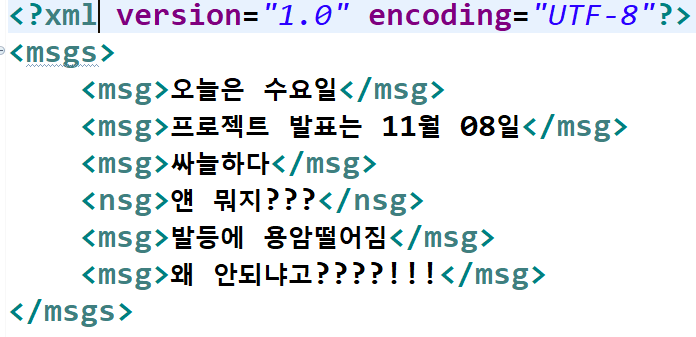 <?xml version="1.0" encoding="UTF-8"?>
<msgs>
<msg>오늘은 수요일</msg>
<msg>프로젝트 발표는 11월 08일</msg>
<msg>싸늘하다</msg>
<nsg>얜 뭐지???</nsg>
<msg>발등에 용암떨어짐</msg>
<msg>왜 안되냐고????!!!</msg>
</msgs>